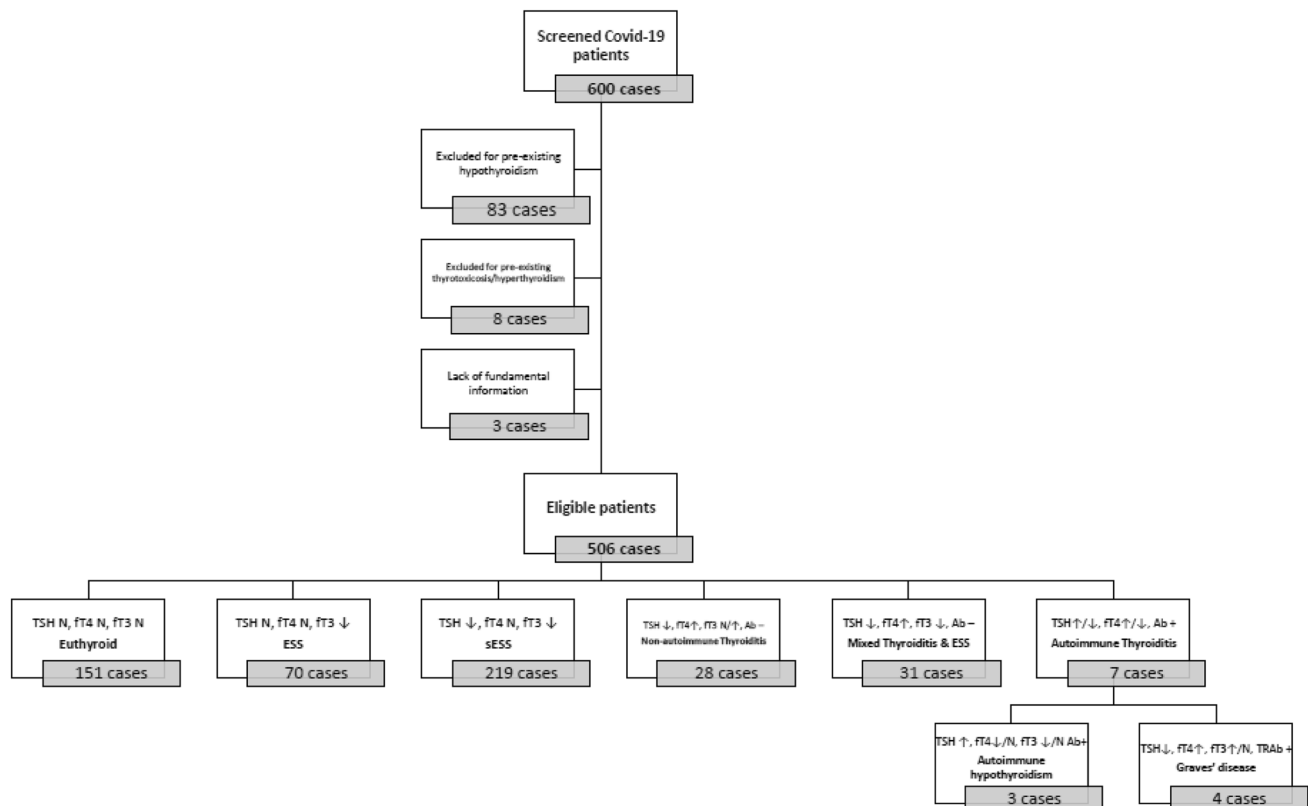 Screened Covid-19
patients
600 cases
Excluded for pre-existing
hypothyroidism
83 cases
Excluded for pre-existing
thyrotoxicosis/hyperthyroidism
8 cases
Lack of fundamental
information
3 cases
Eligible patients
506 cases
TSH N, fT4 N, fT3 N
Euthyroid
151 cases
TSH N, fT4 N, fT3 ↓
ESS
70 cases
TSH ↓, fT4 N, fT3 ↓
sESS
219 cases
TSH ↓, fT4↑, fT3 N/↑, Ab –
Non-autoimmune Thyroiditis
28 cases
TSH ↓, fT4↑, fT3 ↓, Ab –
Mixed Thyroiditis & ESS
31 cases
TSH↑/↓, fT4↑/↓, Ab +
Autoimmune Thyroiditis
7 cases
TSH ↑, fT4↓/N, fT3 ↓/N Ab+
Autoimmune
hypothyroidism
3 cases
TSH↓, fT4↑, fT3↑/N, TRAb +
Graves' disease
4 cases